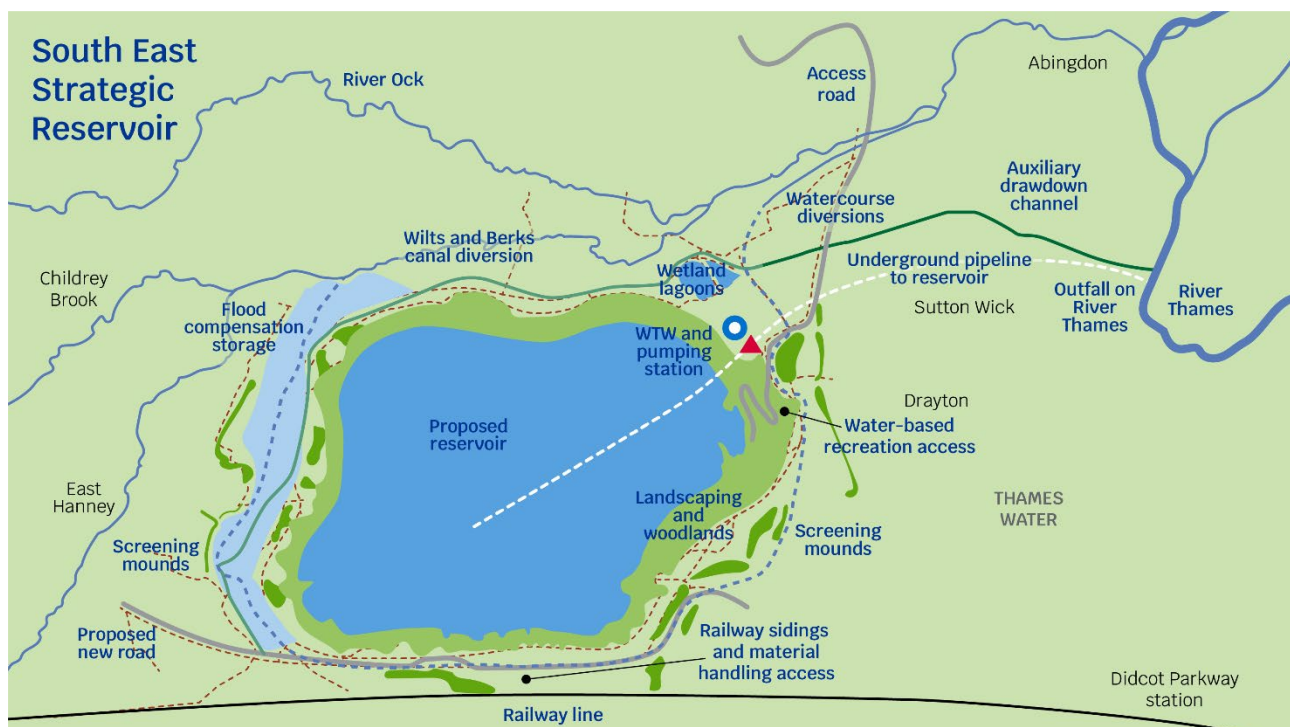 South East
Strategic
Reservoir
River Ock
Access
road
Abingdon
Auxiliary
drawdown
channel
Watercourse
diversions
Wilts and Berks
canal diversion
Wetland
lagoons
Underground pipeline
to reservoir
Childrey
Brook
Flood
compensation
storage
Sutton Wick
Outfall on
River
Thames
River
Thames
WTW and
pumping
station
Drayton
Proposed
reservoir
Water-based
recreation access
East
Hanney
Landscaping
and
woodlands
THAMES
WATER
Screening
mounds
Screening
mounds
Proposed
new road
Railway sidings
and material
handling access
Didcot Parkway
station
Railway line